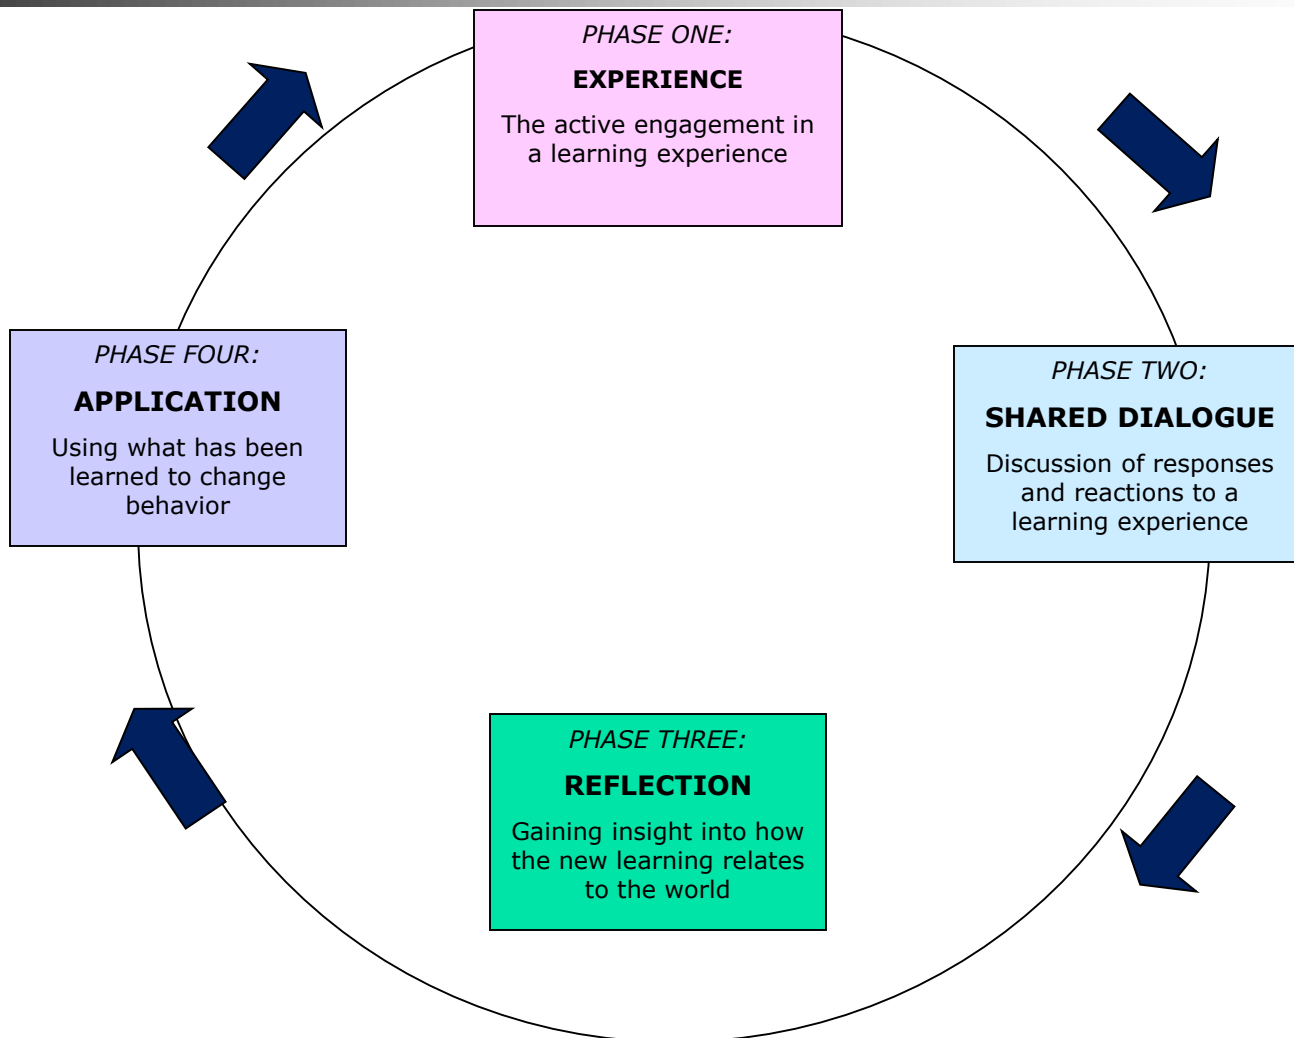 PHASE ONE:
EXPERIENCE
The active engagement in
a learning experience
PHASE TWO:
SHARED DIALOGUE
Discussion of responses
and reactions to a
learning experience
PHASE THREE:
REFLECTION
Gaining insight into how
the new learning relates
to the world
PHASE FOUR:
APPLICATION
Using what has been
learned to change
behavior